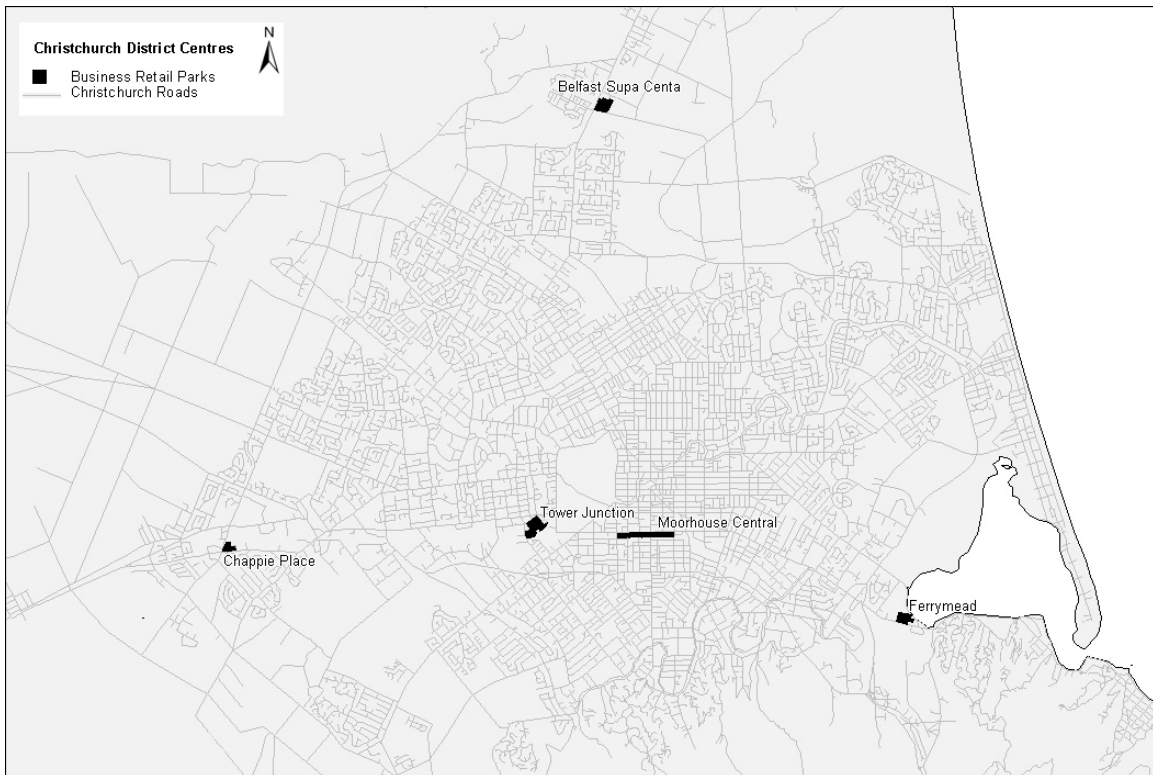 N
Christchurch District Centres
Business Retail Parks
Christchurch Roads
Belfast Supa Centa
Tower Junction
Moorhouse Central
Chappie Place
Ferrymead